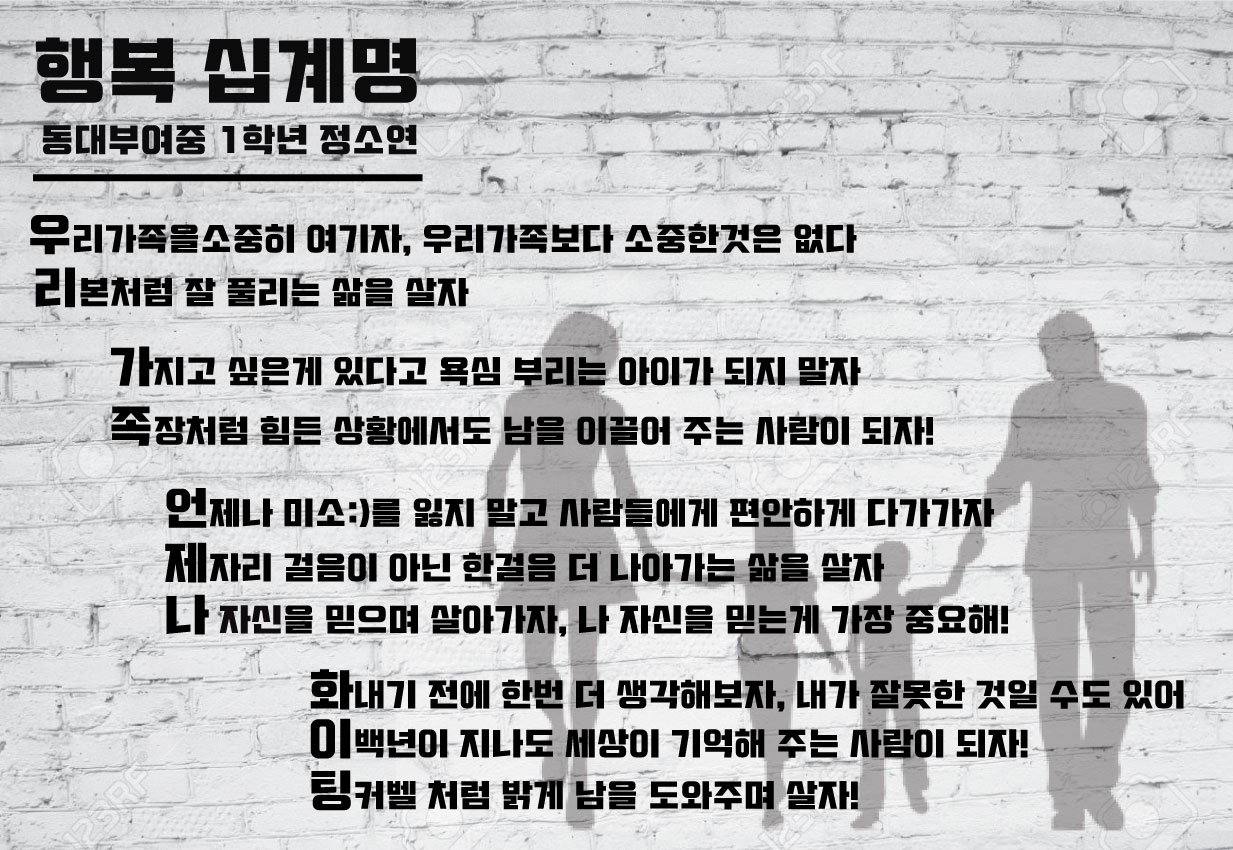 행복 십계명
동대부여중 1학년 정소연
우리가족을소중히 여기자, 우리가족보다 소중한것은 없다
리본처럼 잘 풀리는 삶을 살자
가지고 싶은게 있다고 욕심 부리는 아이가 되지 말자
족장처럼 힘든 상황에서도 남을 이끌어 주는 사람이 되자!
언제나 미소:)를 잃지 말고 사람들에게 편안하게 다가가자
제자리 걸음이 아닌 한걸음 더 나아가는 삶을 살자
나 자신을 믿으며 살아가자, 나 자신을 믿는게 가장 중요해!
화내기 전에 한번 더 생각해보자, 내가 잘못한 것일 수도 있어
이백년이 지나도 세상이 기억해 주는 사람이 되자!
팅커벨 처럼 밝게 남을 도와주며 살자!
123RF
123RF
123RF
123RF
123RF
123RF